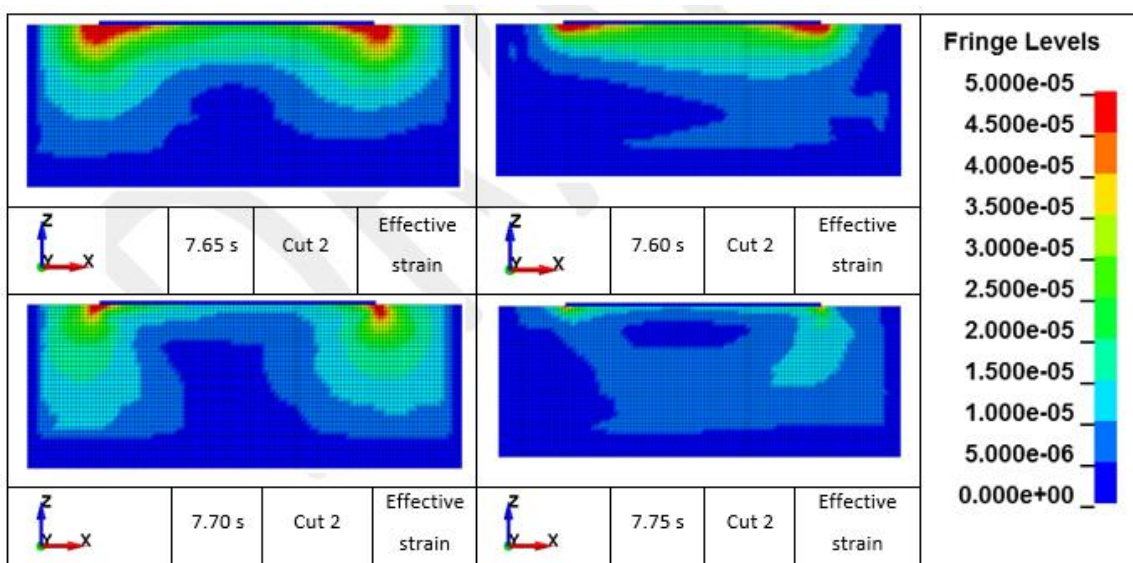 Fringe Levels
5.000e-05
4.500e-05
4.000e-05
3.500e-05
3.000e-05
2.500e-05
2.000e-05
1.500e-05
1.000e-05
5.000e-06
0.000e+00
Z
Y X
7.65 s
Cut 2
Effective
strain
Z
Y X
7.60 s
Cut 2
Effective
strain
Z
Y X
7.70 s
Cut 2
Effective
strain
Z
Y X
7.75 s
Cut 2
Effective
strain